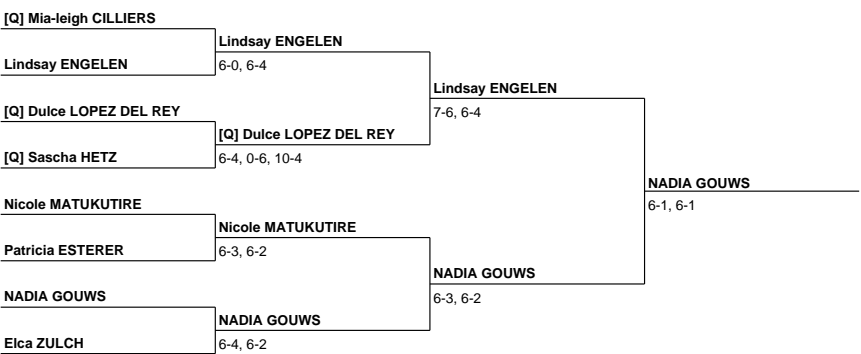 [Q] Mia-leigh CILLIERS
Lindsay ENGELEN
Lindsay ENGELEN
6-0, 6-4
Lindsay ENGELEN
7-6, 6-4
[Q] Dulce LOPEZ DEL REY
[Q] Dulce LOPEZ DEL REY
[Q] Sascha HETZ
6-4, 0-6, 10-4
NADIA GOUWS
6-1, 6-1
Nicole MATUKUTIRE
Nicole MATUKUTIRE
Patricia ESTERER
6-3, 6-2
NADIA GOUWS
6-3, 6-2
NADIA GOUWS
NADIA GOUWS
Elca ZULCH
6-4, 6-2